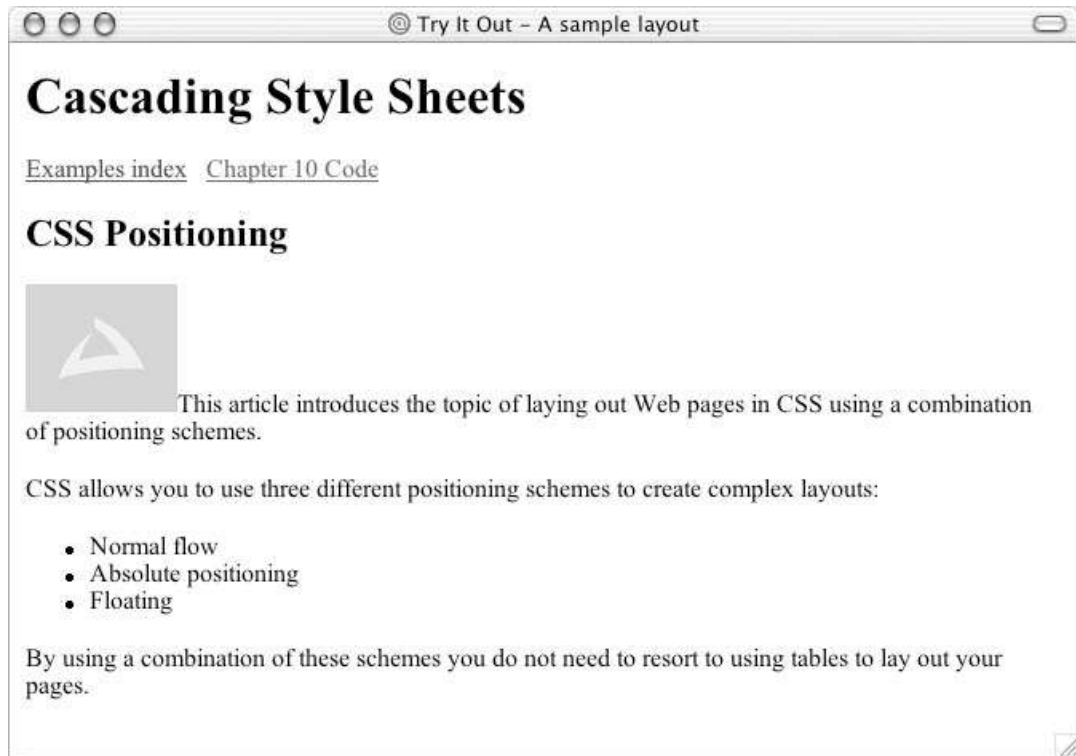 Try It Out – A sample layout
Cascading Style Sheets
Examples index Chapter 10 Code
CSS Positioning
This article introduces the topic of laying out Web pages in CSS using a combination
of positioning schemes.
CSS allows you to use three different positioning schemes to create complex layouts:
• Normal flow
• Absolute positioning
• Floating
By using a combination of these schemes you do not need to resort to using tables to lay out your
pages.